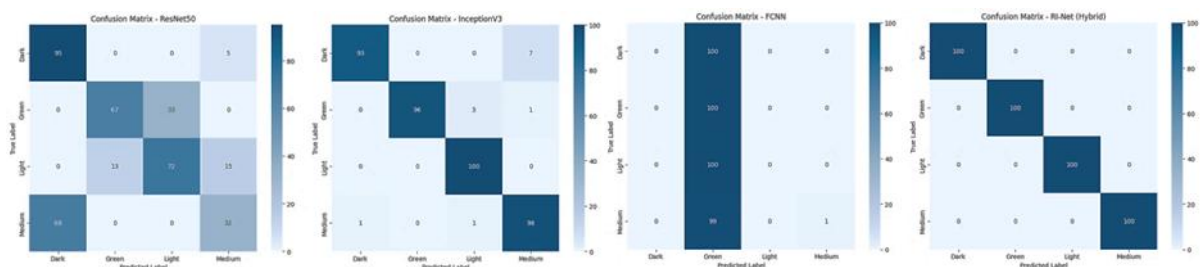 Confusion Matrix - ResNet50
Dark
95 0 0 5
Green
0 67 33 0
Light
0 13 72 15
Medium
68 0 0 32
True Label
Dark Green Light Medium
Predicted Label
80
60
40
20
0
Confusion Matrix - InceptionV3
Dark
93 0 0 7
Green
0 96 3 1
Light
0 0 100 0
Medium
1 0 1 98
True Label
Dark Green Light Medium
Predicted Label
100
80
60
40
20
0
Confusion Matrix - FCNN
Dark
0 100 0 0
Green
0 100 0 0
Light
0 100 0 0
Medium
0 99 0 1
True Label
Dark Green Light Medium
Predicted Label
100
80
60
40
20
0
Confusion Matrix - RI-Net (Hybrid)
Dark
100 0 0 0
Green
0 100 0 0
Light
0 0 100 0
Medium
0 0 0 100
True Label
Dark Green Light Medium
Predicted Label
100
80
60
40
20
0